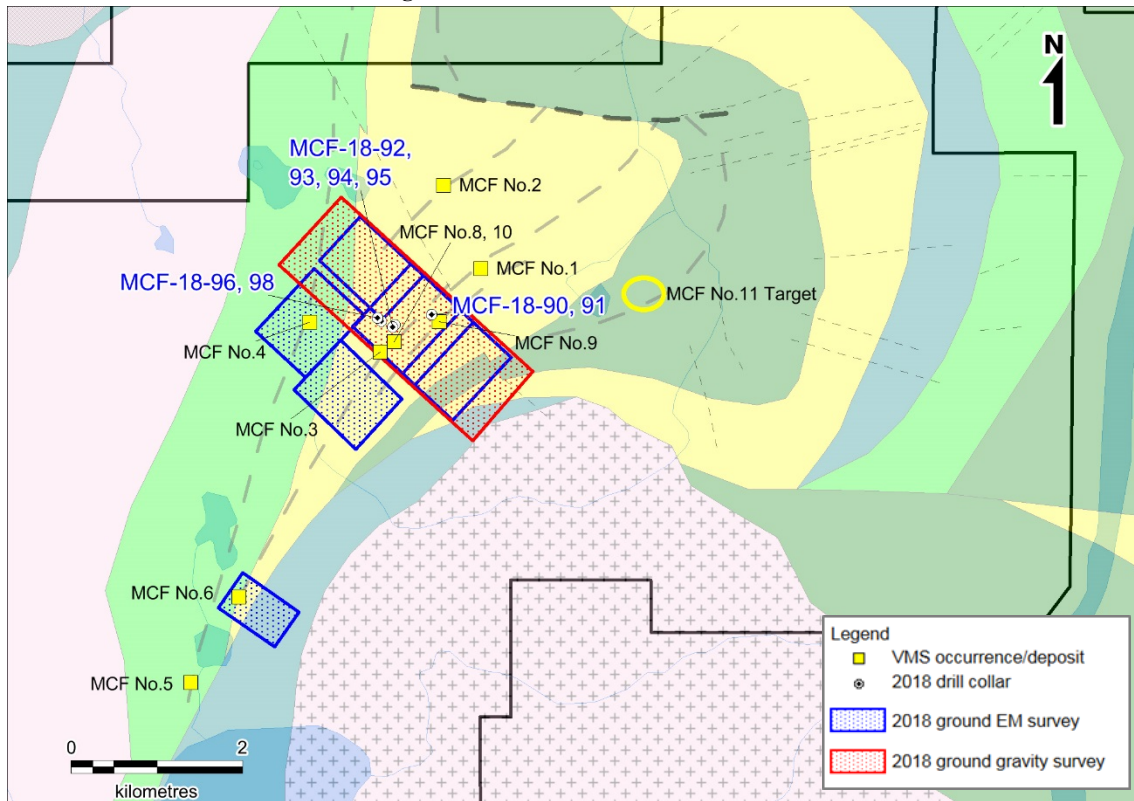 N
MCF-18-92,
93, 94, 95
MCF No.2
MCF No.8, 10
MCF No.1
MCF-18-96, 98
MCF-18-90, 91
MCF No.11 Target
MCF No.9
MCF No.4
MCF No.3
MCF No.6
MCF No.5
0 2
kilometres
Legend
VMS occurrence/deposit
2018 drill collar
2018 ground EM survey
2018 ground gravity survey